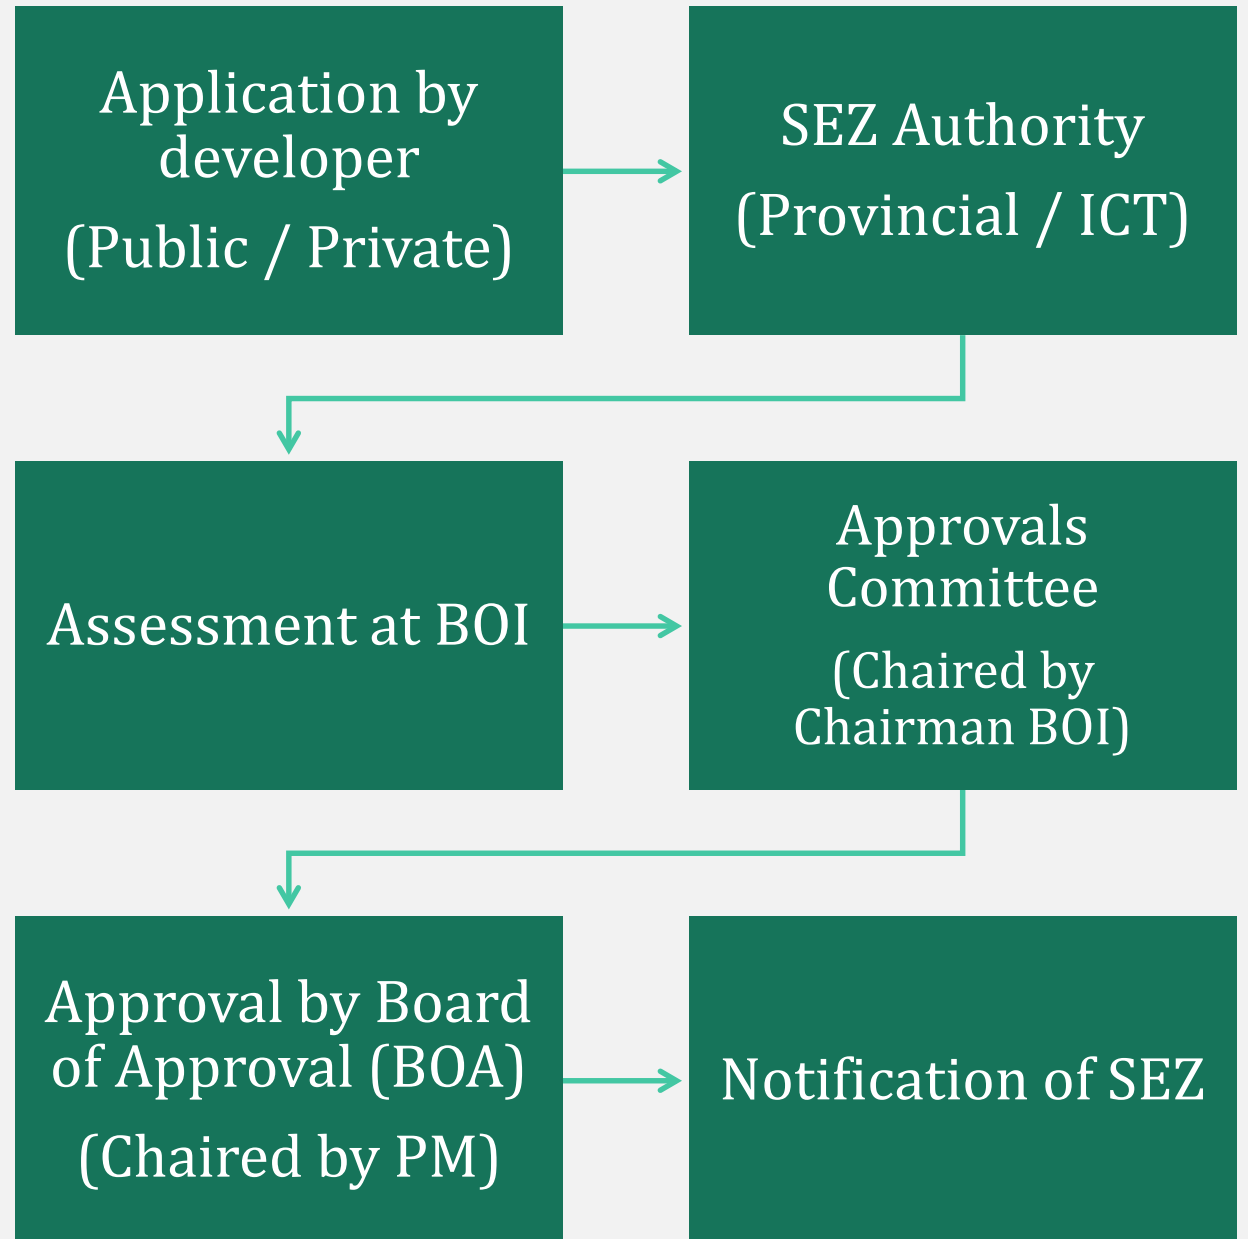 Application by
developer
(Public / Private)
SEZ Authority
(Provincial / ICT)
Assessment at BOI
Approvals
Committee
(Chaired by
Chairman BOI)
Approval by Board
of Approval (BOA)
(Chaired by PM)
Notification of SEZ